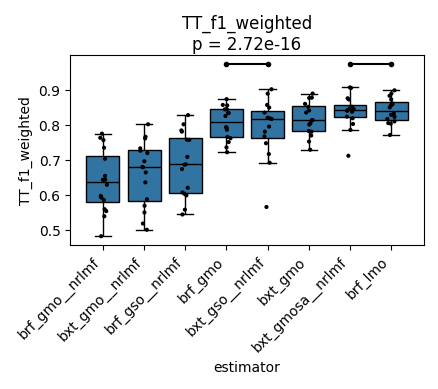 TT_f1_weighted
p = 2.72e-16
TT_f1_weighted
0.9
0.8
0.7
0.6
0.5
brf_gmo__nrlmf
bxt_gmo__nrlmf
brf_gso__nrlmf
brf_gmo
bxt_gso__nrlmf
bxt_gmo
bxt_gmosa__nrlmf
brf_lmo
estimator